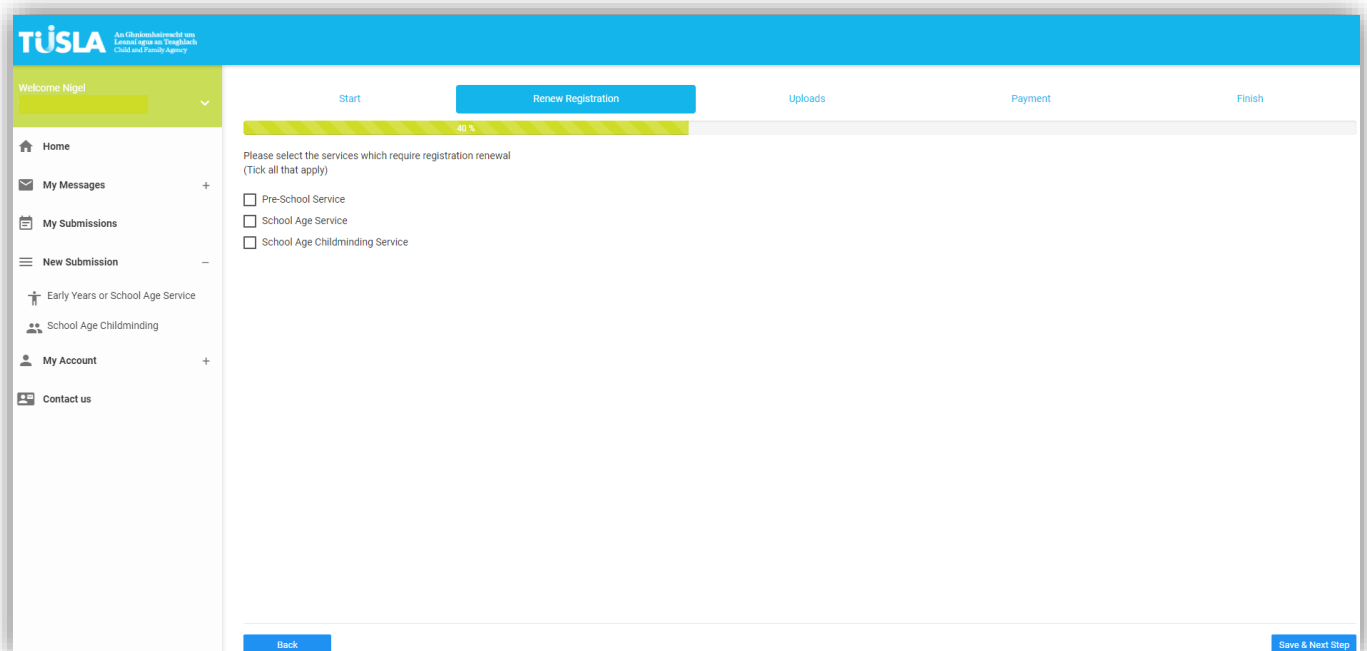 TUSLA
An Ghníomhaireacht um
Leanaí agus an Teaghlach
Child and Family Agency
Welcome Nigel
Home
My Messages
My Submissions
New Submission
Early Years or School Age Service
School Age Childminding
My Account
Contact us
Start
Renew Registration
Uploads
Payment
Finish
40 %
Please select the services which require registration renewal
(Tick all that apply)
Pre-School Service
School Age Service
School Age Childminding Service
Back
Save & Next Step